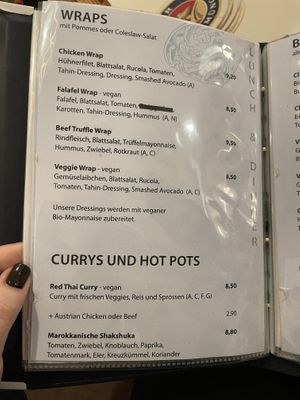 WRAPS
mit Pommes oder Coleslaw-Salat
Chicken Wrap
Hühnerfilet, Blattsalat, Rucola, Tomaten, 9,20
Tahin-Dressing, Dressing, Smashed Avocado (A)
Falafel Wrap - vegan
Falafel, Blattsalat, Tomaten, 8,50
Karotten, Tahin-Dressing, Hummus (A, N)
Beef Truffle Wrap
Rindfleisch, Blattsalat, Trüffelmayonnaise, 9,50
Hummus, Zwiebel, Rotkraut (A, C)
Veggie Wrap - vegan
Gemüselaibchen, Blattsalat, Rucola, 8,50
Tomaten, Tahin-Dressing, Smashed Avocado (A, C)
Unsere Dressings werden mit veganer
Bio-Mayonnaise zubereitet.
CURRYS UND HOT POTS
Red Thai Curry - vegan 8,50
Curry mit frischen Veggies, Reis und Sprossen (A, C, F, G)
+ Austrian Chicken oder Beef 2,90
Marokkanische Shakshuka 8,80
Tomaten, Zwiebel, Knoblauch, Paprika,
Tomatenmark, Eier, Kreuzkümmel, Koriander